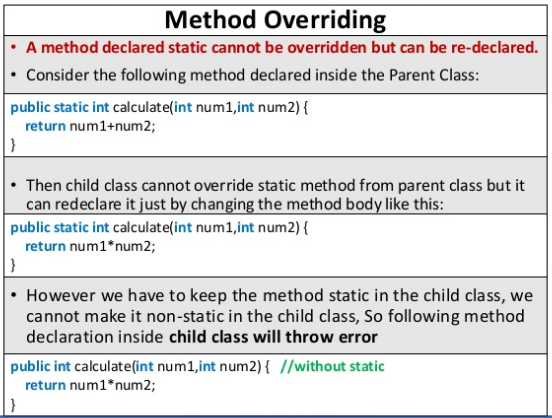 Method Overriding
• A method declared static cannot be overridden but can be re-declared.
• Consider the following method declared inside the Parent Class:
public static int calculate(int num1,int num2) {
return num1+num2;
}
• Then child class cannot override static method from parent class but it
can redeclare it just by changing the method body like this:
public static int calculate(int num1,int num2) {
return num1*num2;
}
• However we have to keep the method static in the child class, we
cannot make it non-static in the child class, So following method
declaration inside child class will throw error
public int calculate(int num1,int num2) { //without static
return num1*num2;
}